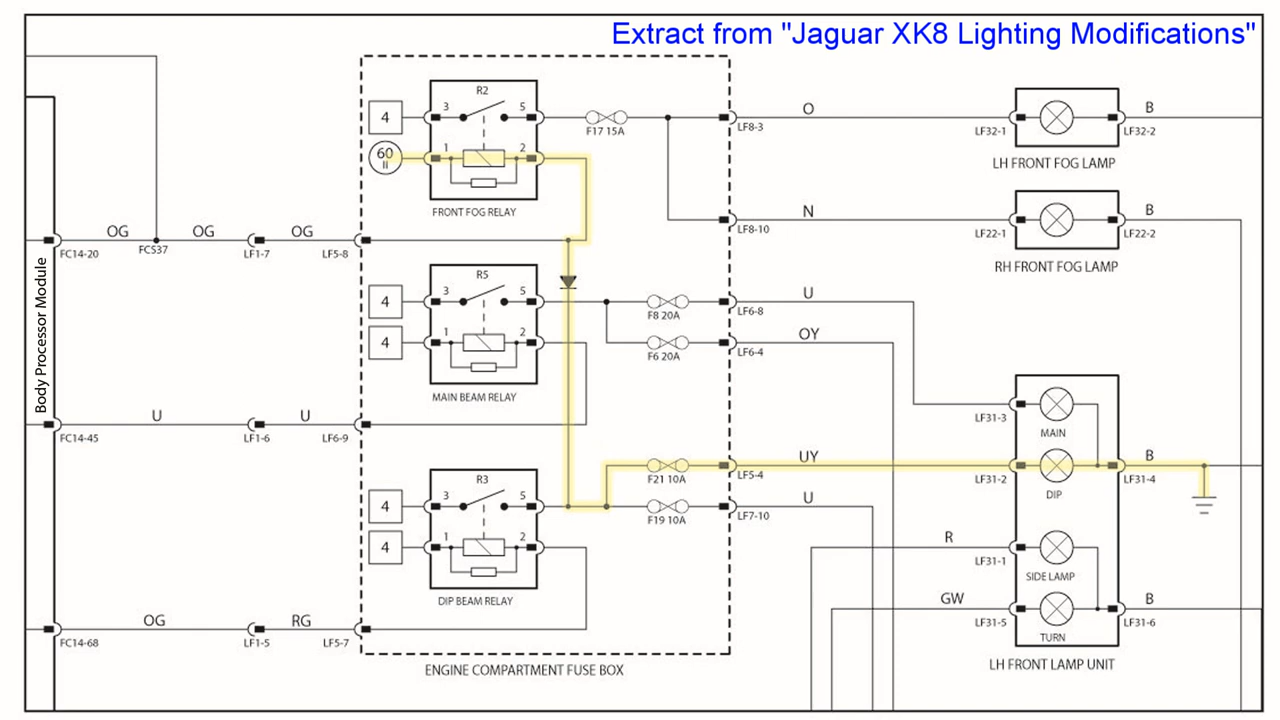 Extract from "Jaguar XK8 Lighting Modifications"
R2
4
3
5
F17 15A
LF8-3
O
LF32-1
B
LF32-2
LH FRONT FOG LAMP
60
II
1
2
FRONT FOG RELAY
N
LF8-10
LF22-1
B
LF22-2
RH FRONT FOG LAMP
OG
OG
OG
FC14-20
FCS37
LF1-7
LF5-8
Body Processor Module
R5
4
3
5
F8 20A
LF6-8
U
4
1
2
F6 20A
LF6-4
OY
MAIN BEAM RELAY
U
U
FC14-45
LF1-6
LF6-9
LF31-3
MAIN
UY
F21 10A
LF5-4
LF31-2
DIP
B
LF31-4
R3
4
3
5
F19 10A
LF7-10
U
4
1
2
DIP BEAM RELAY
R
LF31-1
SIDE LAMP
GW
LF31-5
TURN
B
LF31-6
OG
RG
FC14-68
LF1-5
LF5-7
ENGINE COMPARTMENT FUSE BOX
LH FRONT LAMP UNIT